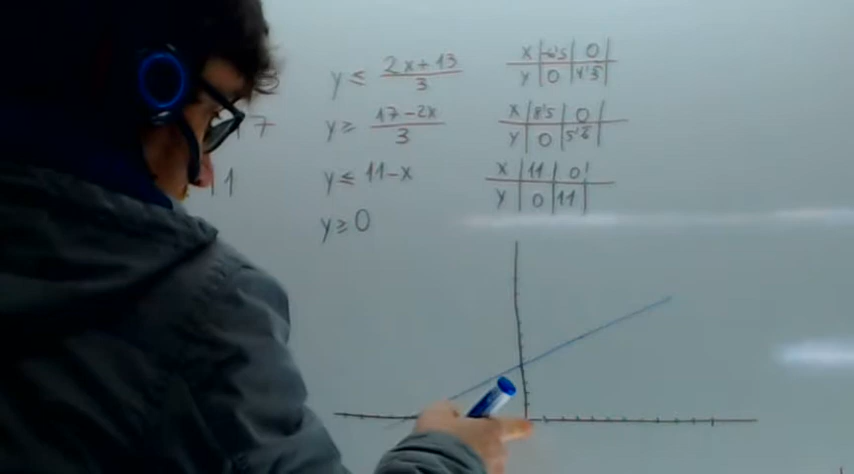 y ≤ (2x+13)/3
x | -6'5 | 0
y | 0 | 4'3
7
y ≥ (17-2x)/3
x | 8'5 | 0
y | 0 | 5'6
11
y ≤ 11-x
x | 11 | 0
y | 0 | 11
y ≥ 0